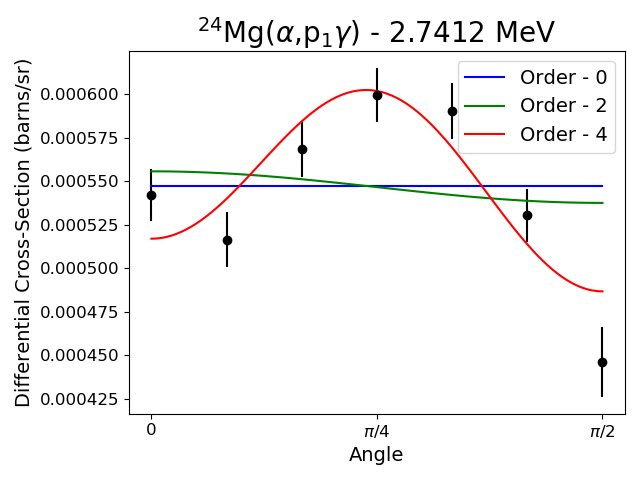 ²⁴Mg(α,p₁γ) - 2.7412 MeV
Differential Cross-Section (barns/sr)
0.000600
0.000575
0.000550
0.000525
0.000500
0.000475
0.000450
0.000425
Order - 0
Order - 2
Order - 4
0
π/4
π/2
Angle